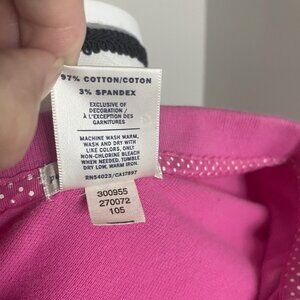 97% COTTON/COTON
3% SPANDEX
EXCLUSIVE OF
DECORATION /
À L'EXCEPTION DES
GARNITURES
MACHINE WASH WARM,
WASH AND DRY WITH
LIKE COLORS, ONLY
NON-CHLORINE BLEACH
WHEN NEEDED, TUMBLE
DRY LOW, WARM IRON.
RN54023/CA17897
300955
270072
105